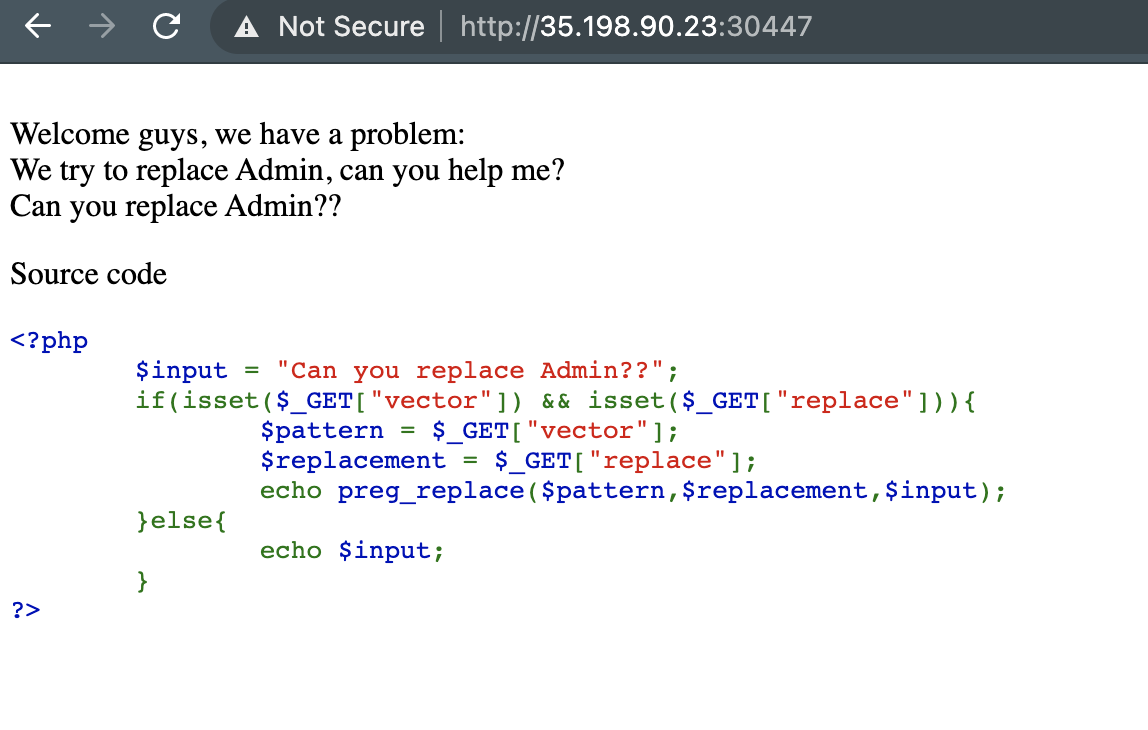 Not Secure http://35.198.90.23:30447
Welcome guys, we have a problem:
We try to replace Admin, can you help me?
Can you replace Admin??
Source code
<?php
$input = "Can you replace Admin??";
if(isset($_GET["vector"]) && isset($_GET["replace"])){
$pattern = $_GET["vector"];
$replacement = $_GET["replace"];
echo preg_replace($pattern,$replacement,$input);
}else{
echo $input;
}
?>